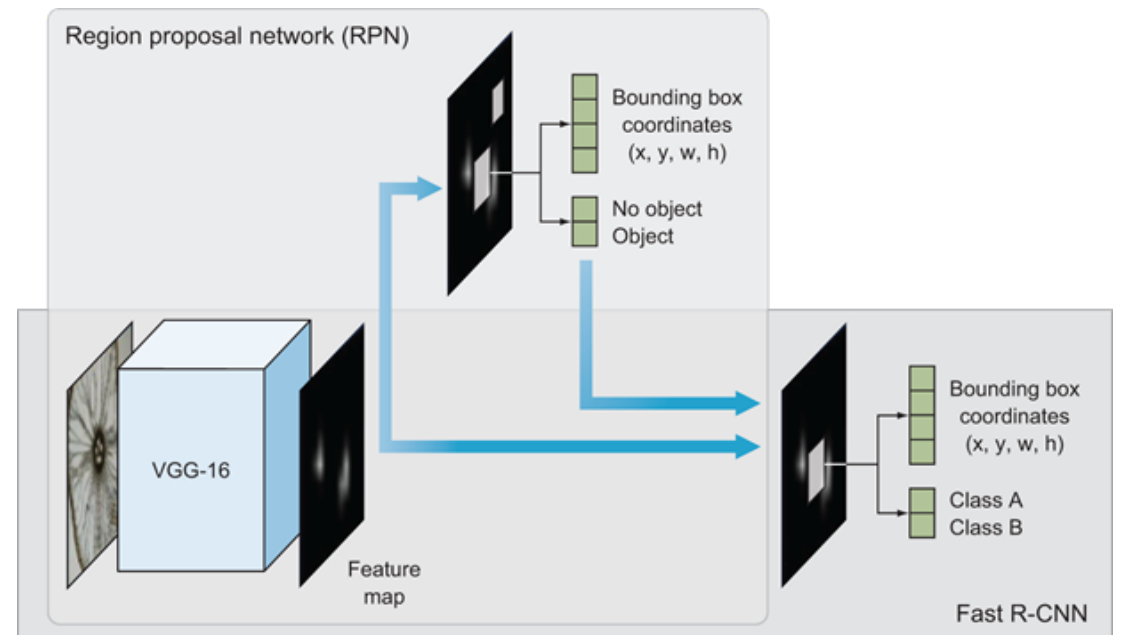 Region proposal network (RPN)
Bounding box
coordinates
(x, y, w, h)
No object
Object
VGG-16
Feature
map
Bounding box
coordinates
(x, y, w, h)
Class A
Class B
Fast R-CNN